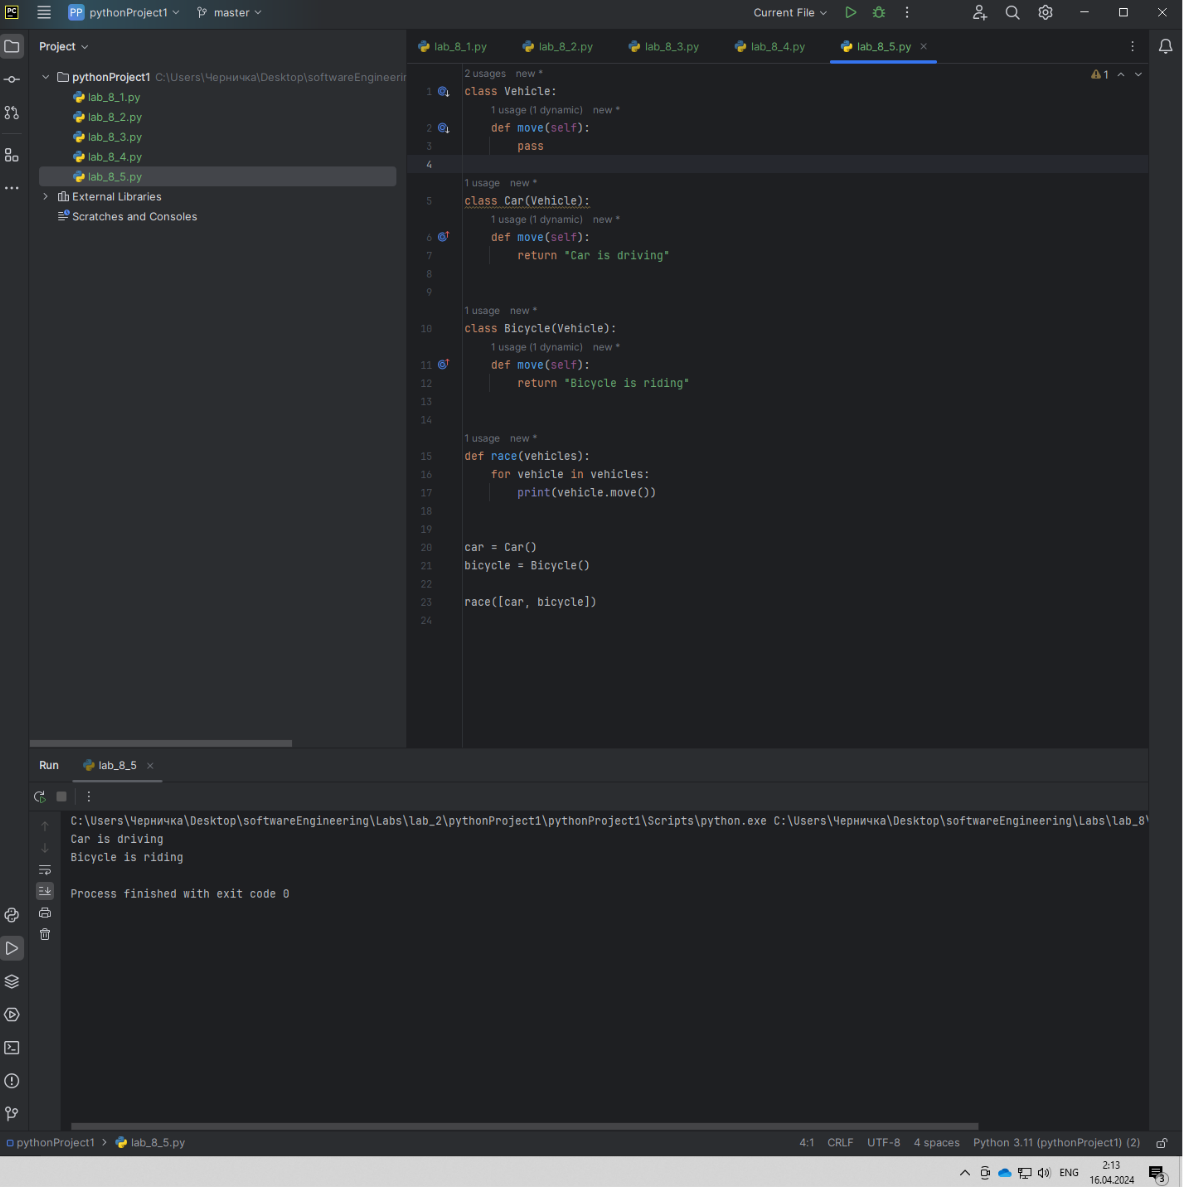 PC PP pythonProject1 master Current File
Project lab_8_1.py lab_8_2.py lab_8_3.py lab_8_4.py lab_8_5.py
pythonProject1 C:\Users\Черничка\Desktop\softwareEngineerin
lab_8_1.py
lab_8_2.py
lab_8_3.py
lab_8_4.py
lab_8_5.py
External Libraries
Scratches and Consoles
2 usages new *
1
1 class Vehicle:
1 usage (1 dynamic) new *
2 def move(self):
3 pass
4
1 usage new *
5 class Car(Vehicle):
1 usage (1 dynamic) new *
6 def move(self):
7 return "Car is driving"
8
9
1 usage new *
10 class Bicycle(Vehicle):
1 usage (1 dynamic) new *
11 def move(self):
12 return "Bicycle is riding"
13
14
1 usage new *
15 def race(vehicles):
16 for vehicle in vehicles:
17 print(vehicle.move())
18
19
20 car = Car()
21 bicycle = Bicycle()
22
23 race([car, bicycle])
24
Run lab_8_5
C:\Users\Черничка\Desktop\softwareEngineering\Labs\lab_2\pythonProject1\pythonProject1\Scripts\python.exe C:\Users\Черничка\Desktop\softwareEngineering\Labs\lab_8\
Car is driving
Bicycle is riding
Process finished with exit code 0
pythonProject1 > lab_8_5.py 4:1 CRLF UTF-8 4 spaces Python 3.11 (pythonProject1) (2)
ENG 2:13
16.04.2024 3